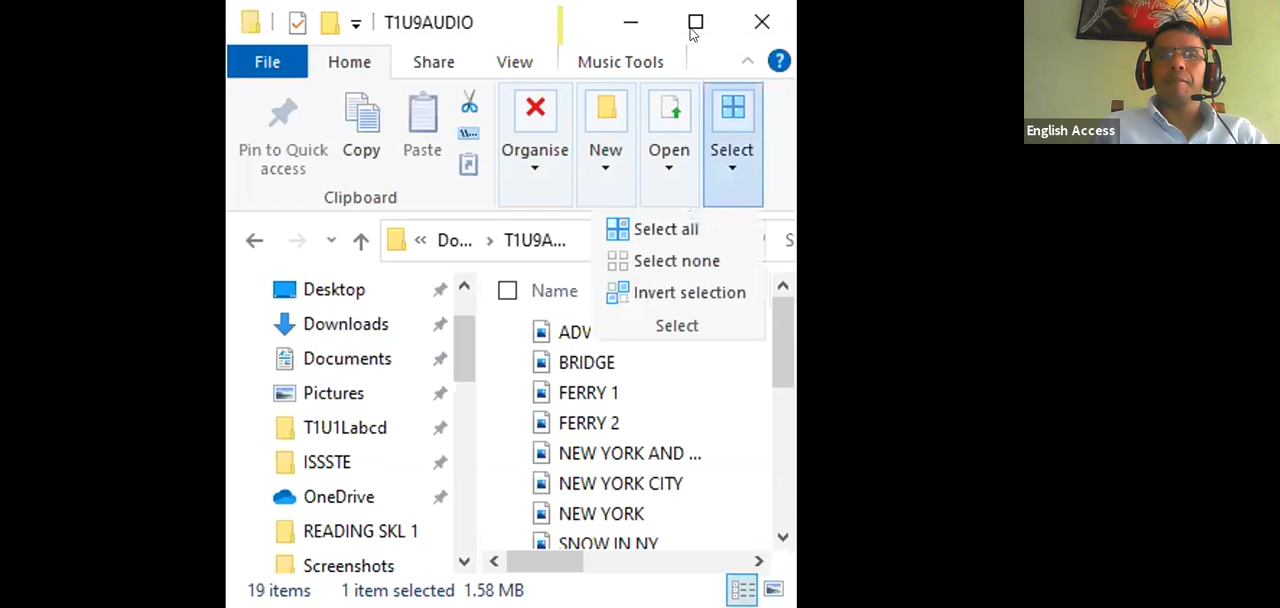 T1U9AUDIO
File Home Share View Music Tools
Pin to Quick access
Copy
Paste
Organise
New
Open
Select
Clipboard
« Do... › T1U9A... S
Select all
Select none
Invert selection
Select
Desktop
Downloads
Documents
Pictures
T1U1Labcd
ISSSTE
OneDrive
READING SKL 1
Screenshots
Name
ADV
BRIDGE
FERRY 1
FERRY 2
NEW YORK AND ...
NEW YORK CITY
NEW YORK
SNOW IN NY
19 items 1 item selected 1.58 MB
English Access